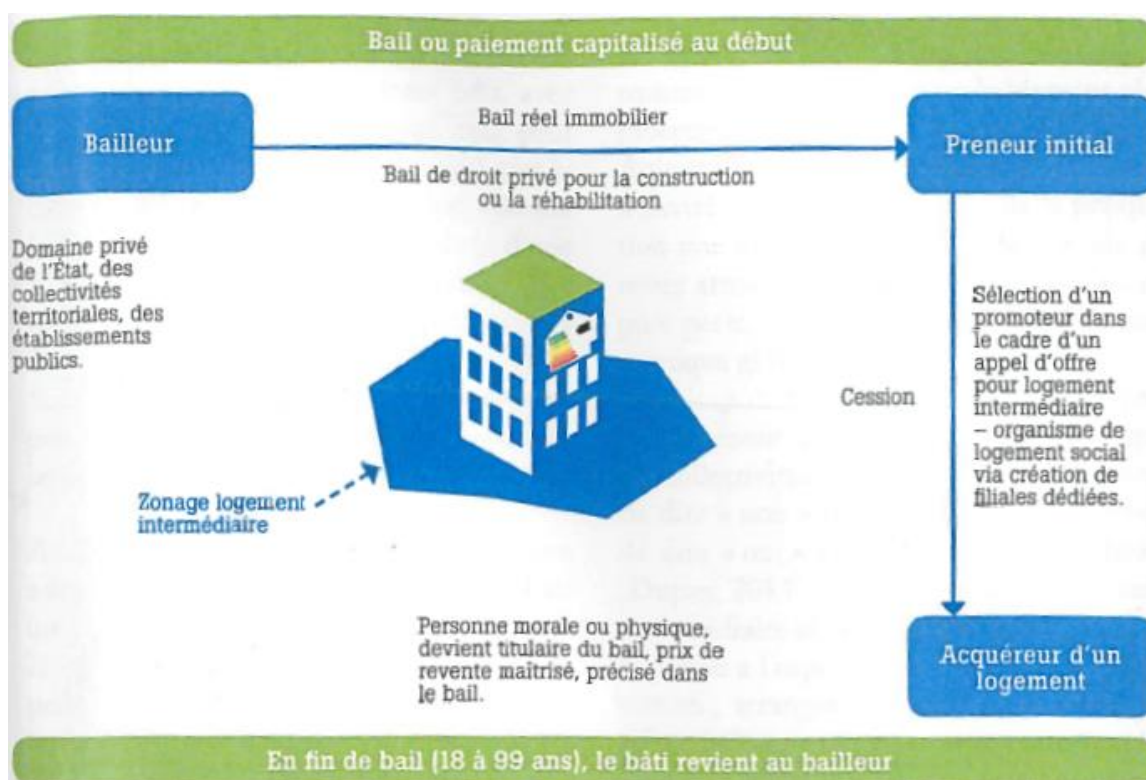 Bail ou paiement capitalisé au début
Bailleur
Bail réel immobilier
Preneur initial
Bail de droit privé pour la construction
ou la réhabilitation
Domaine privé
de l'État, des
collectivités
territoriales, des
établissements
publics.
Sélection d'un
promoteur dans
le cadre d'un
appel d'offre
pour logement
intermédiaire
– organisme de
logement social
via création de
filiales dédiées.
Cession
Zonage logement
intermédiaire
Personne morale ou physique,
devient titulaire du bail, prix de
revente maîtrisé, précisé dans
le bail.
Acquéreur d'un
logement
En fin de bail (18 à 99 ans), le bâti revient au bailleur